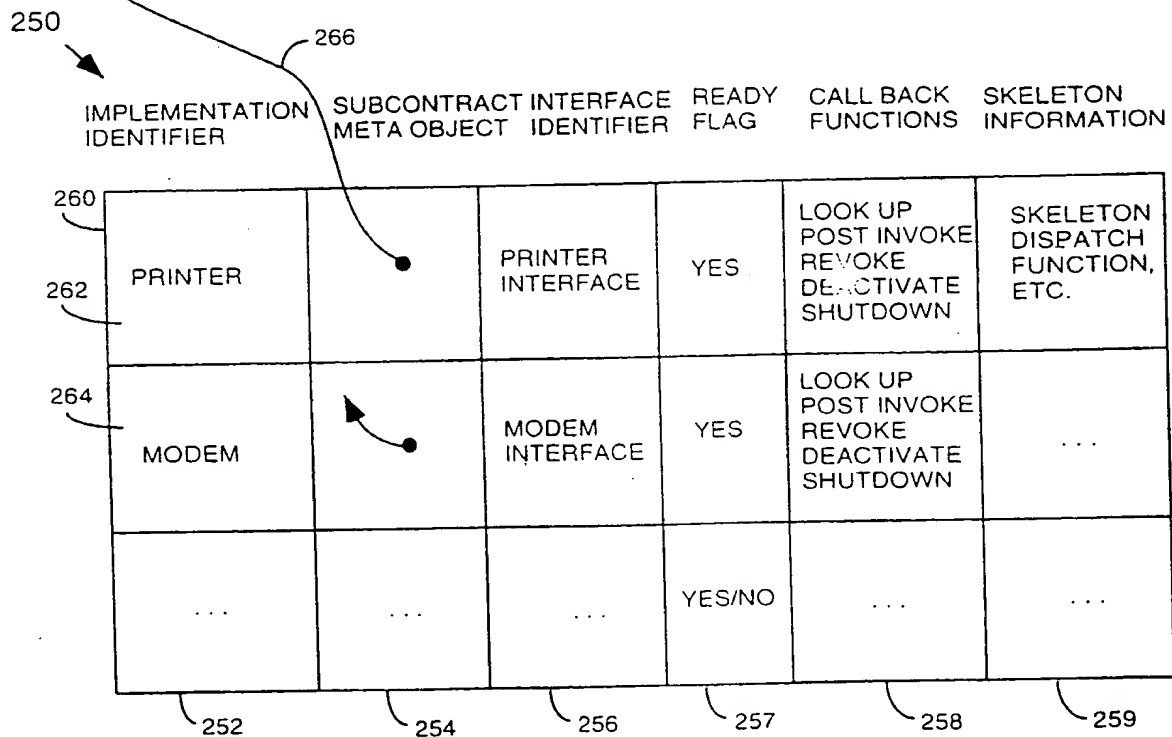 250
266
IMPLEMENTATION IDENTIFIER
SUBCONTRACT META OBJECT
INTERFACE IDENTIFIER
READY FLAG
CALL BACK FUNCTIONS
SKELETON INFORMATION
260
262
PRINTER
PRINTER INTERFACE
YES
LOOK UP
POST INVOKE
REVOKE
DEACTIVATE
SHUTDOWN
SKELETON
DISPATCH
FUNCTION,
ETC.
264
MODEM
MODEM INTERFACE
YES
LOOK UP
POST INVOKE
REVOKE
DEACTIVATE
SHUTDOWN
...
...
...
...
YES/NO
...
...
252
254
256
257
258
259